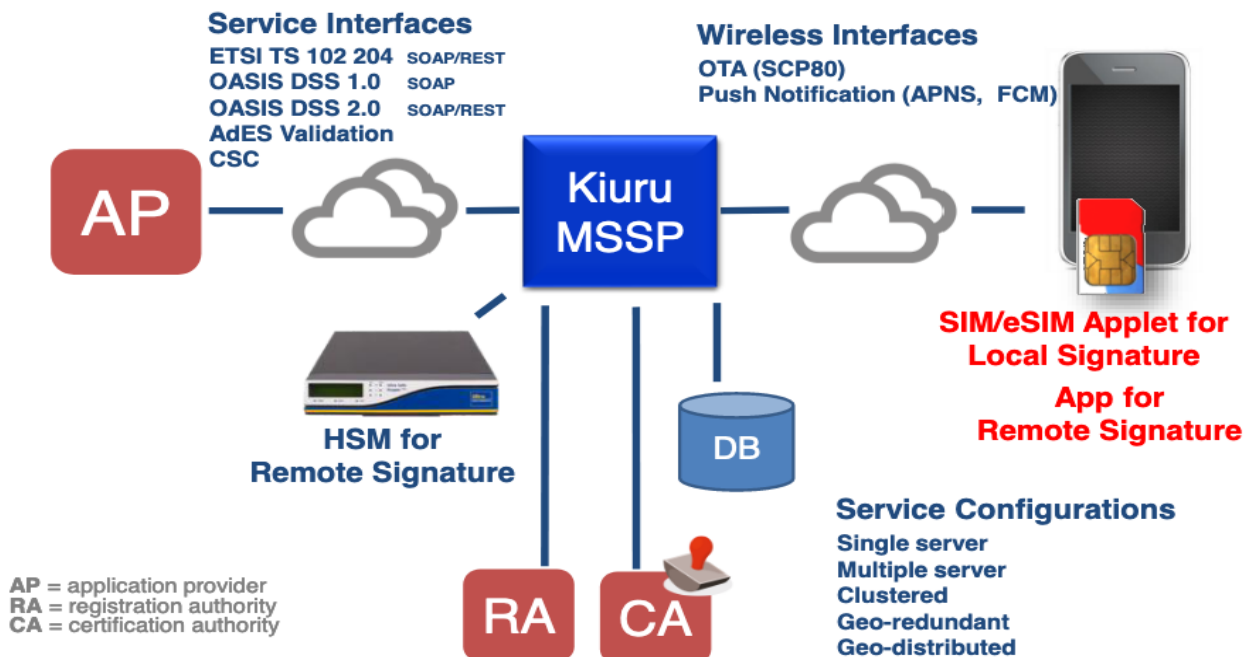 Service Interfaces
ETSI TS 102 204 SOAP/REST
OASIS DSS 1.0 SOAP
OASIS DSS 2.0 SOAP/REST
AdES Validation
CSC
Wireless Interfaces
OTA (SCP80)
Push Notification (APNS, FCM)
AP
Kiuru
MSSP
SIM/eSIM Applet for
Local Signature
App for
Remote Signature
HSM for
Remote Signature
DB
Service Configurations
Single server
Multiple server
Clustered
Geo-redundant
Geo-distributed
RA
CA
AP = application provider
RA = registration authority
CA = certification authority